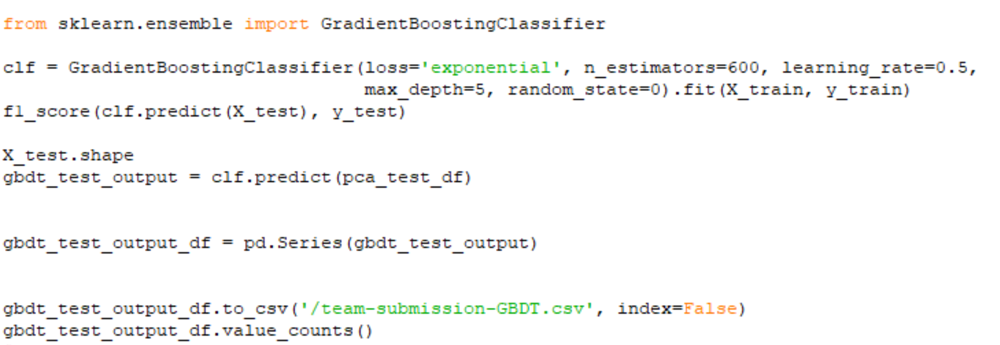 from sklearn.ensemble import GradientBoostingClassifier
clf = GradientBoostingClassifier(loss='exponential', n_estimators=600, learning_rate=0.5,
max_depth=5, random_state=0).fit(X_train, y_train)
f1_score(clf.predict(X_test), y_test)
X_test.shape
gbdt_test_output = clf.predict(pca_test_df)
gbdt_test_output_df = pd.Series(gbdt_test_output)
gbdt_test_output_df.to_csv('/team-submission-GBDT.csv', index=False)
gbdt_test_output_df.value_counts()